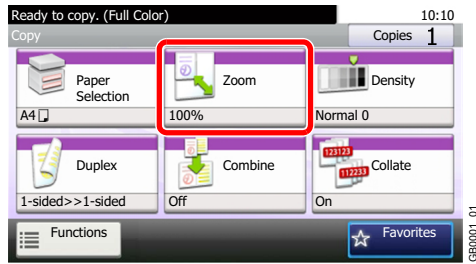 Ready to copy. (Full Color)
10:10
Copy
Copies 1
Paper
Selection
A4
Zoom
100%
Density
Normal 0
Duplex
1-sided>>1-sided
Combine
Off
123123
112233
Collate
On
Functions
Favorites
GB0001_01